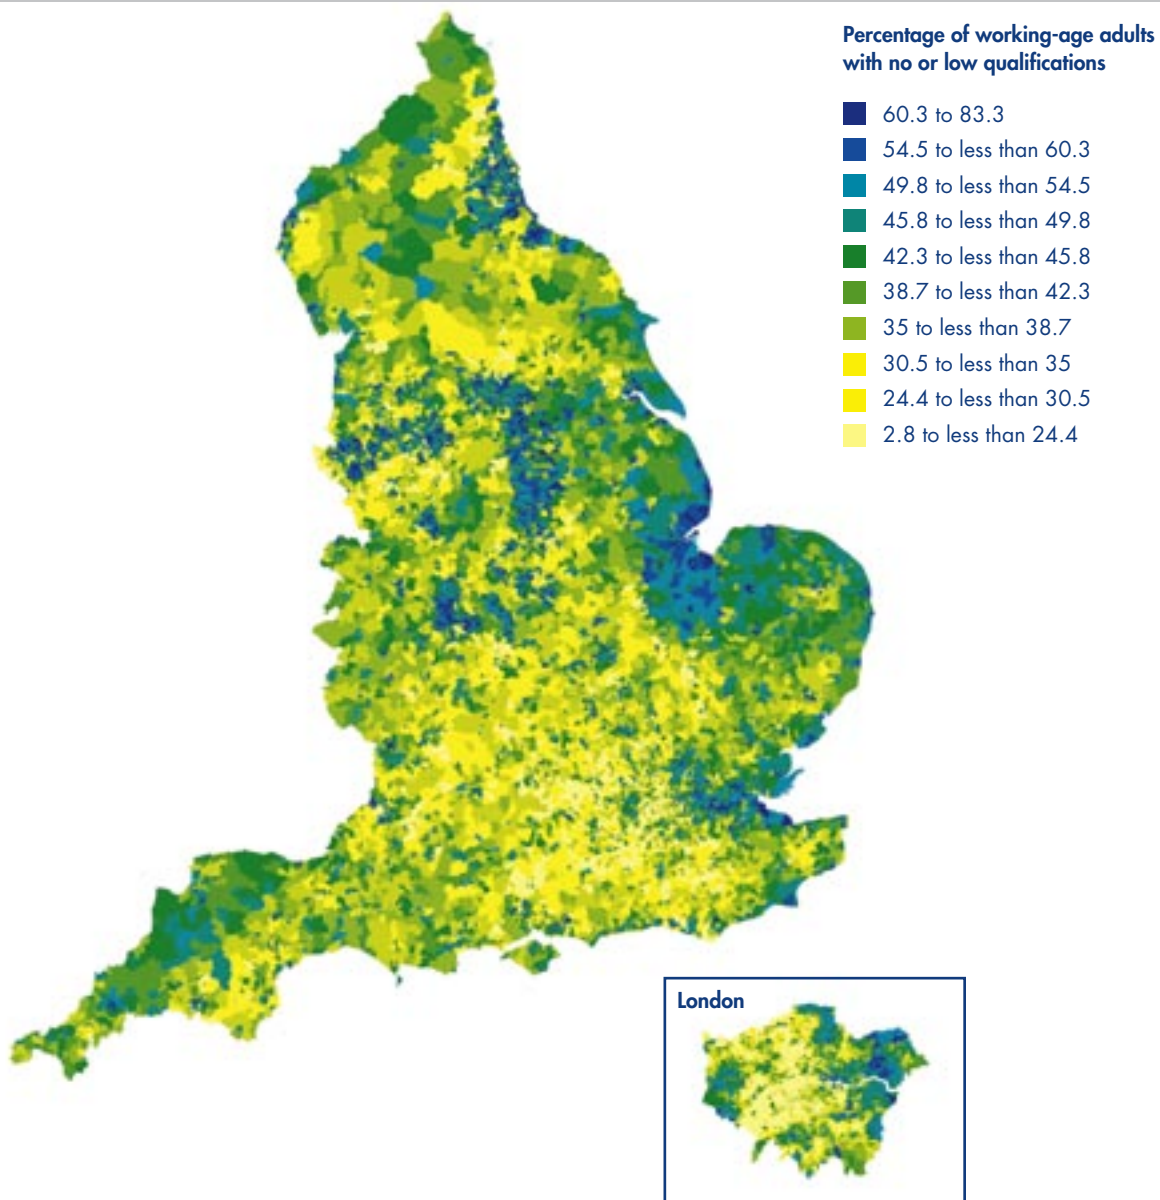 Percentage of working-age adults
with no or low qualifications
60.3 to 83.3
54.5 to less than 60.3
49.8 to less than 54.5
45.8 to less than 49.8
42.3 to less than 45.8
38.7 to less than 42.3
35 to less than 38.7
30.5 to less than 35
24.4 to less than 30.5
2.8 to less than 24.4
London